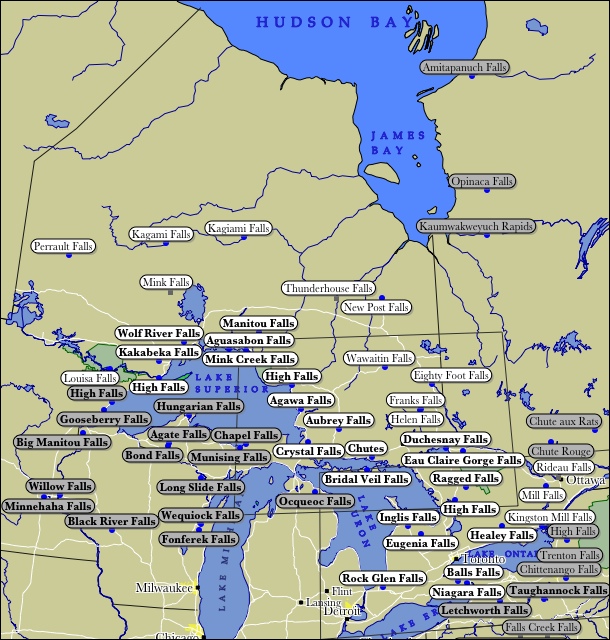 HUDSON BAY
Amitapanuch Falls
JAMES
BAY
Opinaca Falls
Kaumwakweyuch Rapids
Perrault Falls
Kagami Falls
Kagiami Falls
Mink Falls
Thunderhouse Falls
New Post Falls
Manitou Falls
Wolf River Falls
Aguasabon Falls
Kakabeka Falls
Mink Creek Falls
Wawaitin Falls
Louisa Falls
High Falls
LAKE
SUPERIOR
High Falls
Eighty Foot Falls
High Falls
Hungarian Falls
Agawa Falls
Franks Falls
Gooseberry Falls
Aubrey Falls
Helen Falls
Chute aux Rats
Big Manitou Falls
Agate Falls
Chapel Falls
Duchesnay Falls
Bond Falls
Munising Falls
Crystal Falls
Chutes
Eau Claire Gorge Falls
Chute Rouge
Rideau Falls
Ottawa
Willow Falls
Long Slide Falls
Bridal Veil Falls
Ragged Falls
Mill Falls
Minnehaha Falls
Ocqueoc Falls
High Falls
Black River Falls
Wequiock Falls
Inglis Falls
Kingston Mill Falls
Fonferek Falls
LAKE
Eugenia Falls
Healey Falls
High Falls
LAKE ONTA
Trenton Falls
Toronto
Chittenango Falls
LAKE
Rock Glen Falls
Balls Falls
Milwaukee
Flint
Niagara Falls
Taughannock Falls
Lansing
Detroit
LAKE
Letchworth Falls
Falls Creek Falls
Chicago